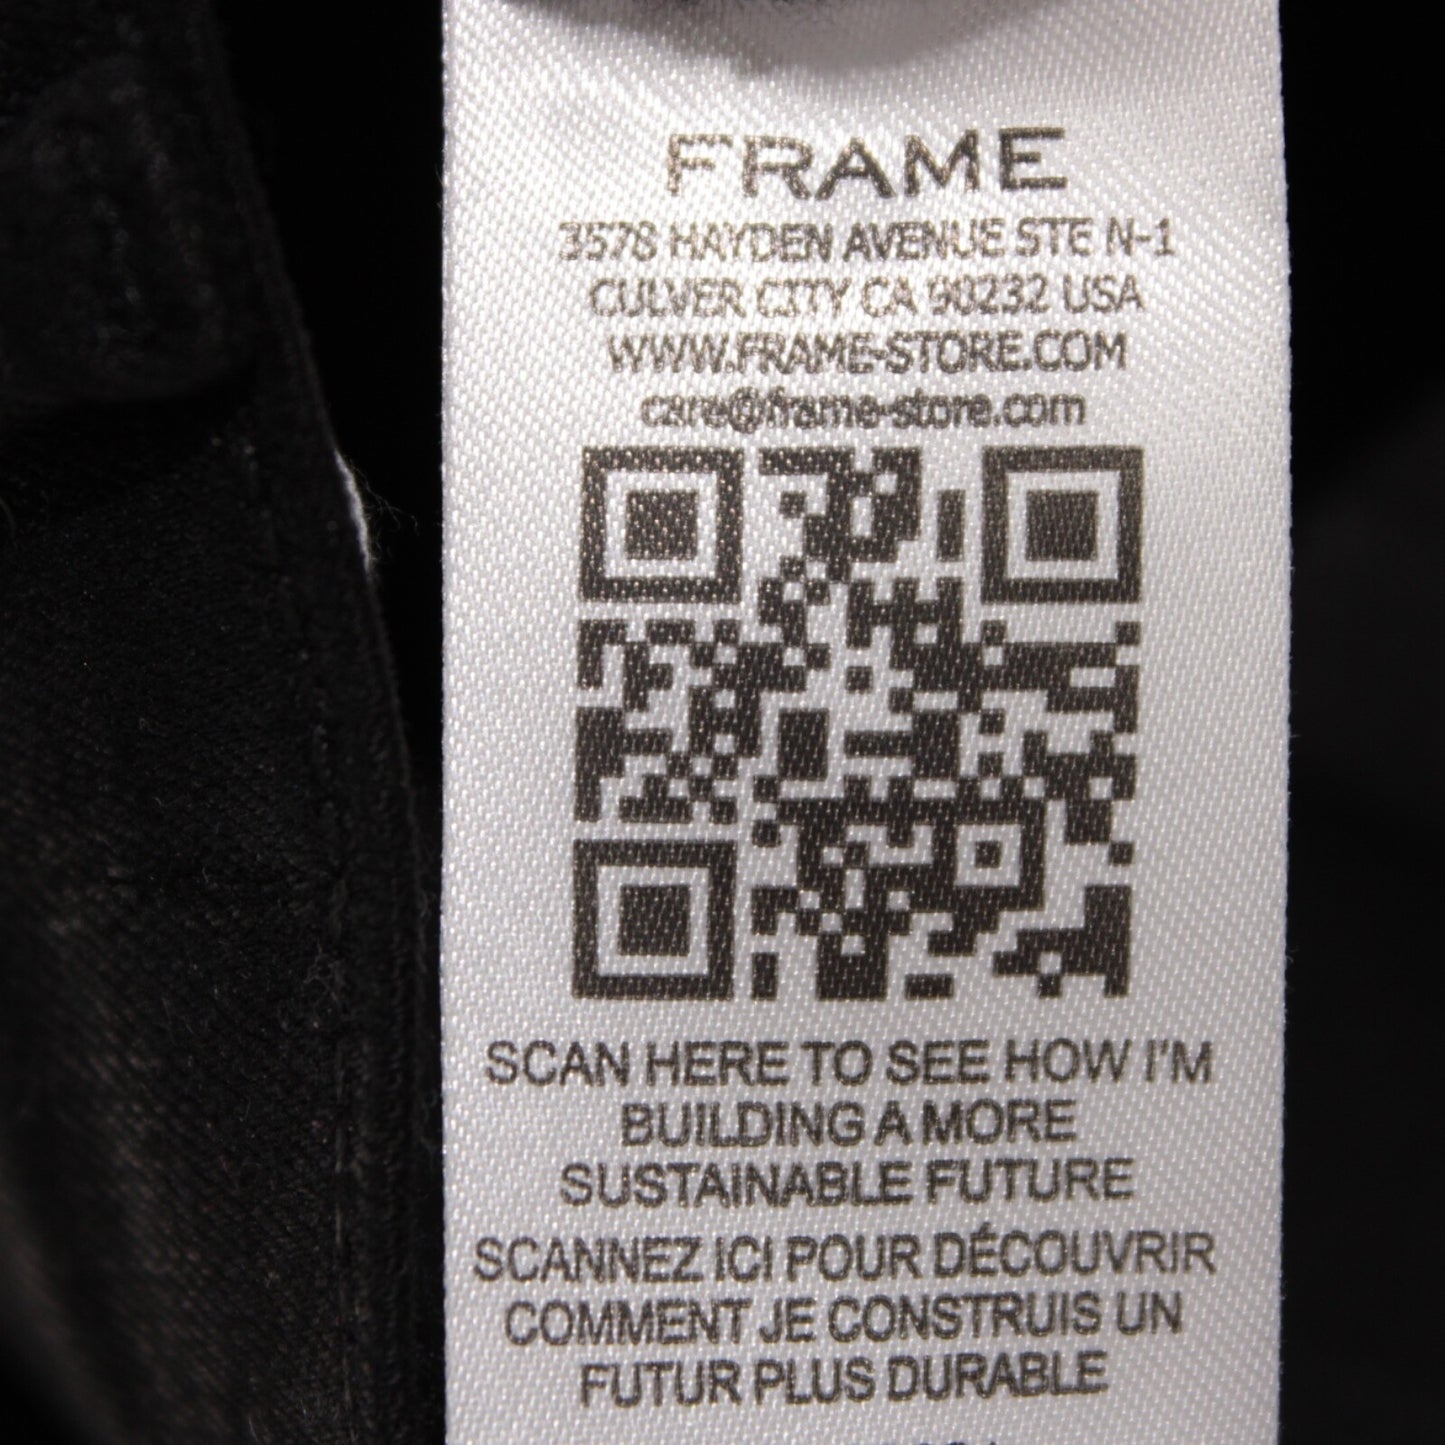 FRAME
3578 HAYDEN AVENUE STE N-1
CULVER CITY CA 90232 USA
WWW.FRAME-STORE.COM
care@frame-store.com
SCAN HERE TO SEE HOW I'M
BUILDING A MORE
SUSTAINABLE FUTURE
SCANNEZ ICI POUR DÉCOUVRIR
COMMENT JE CONSTRUIS UN
FUTUR PLUS DURABLE